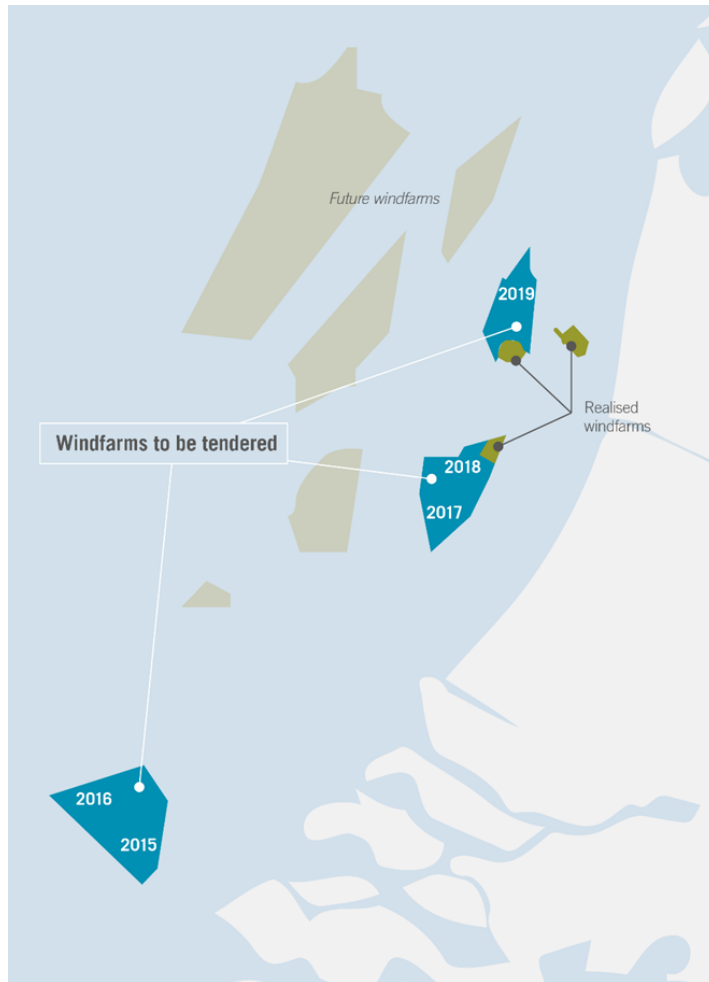 Future windfarms
2019
Realised
windfarms
Windfarms to be tendered
2018
2017
2016
2015